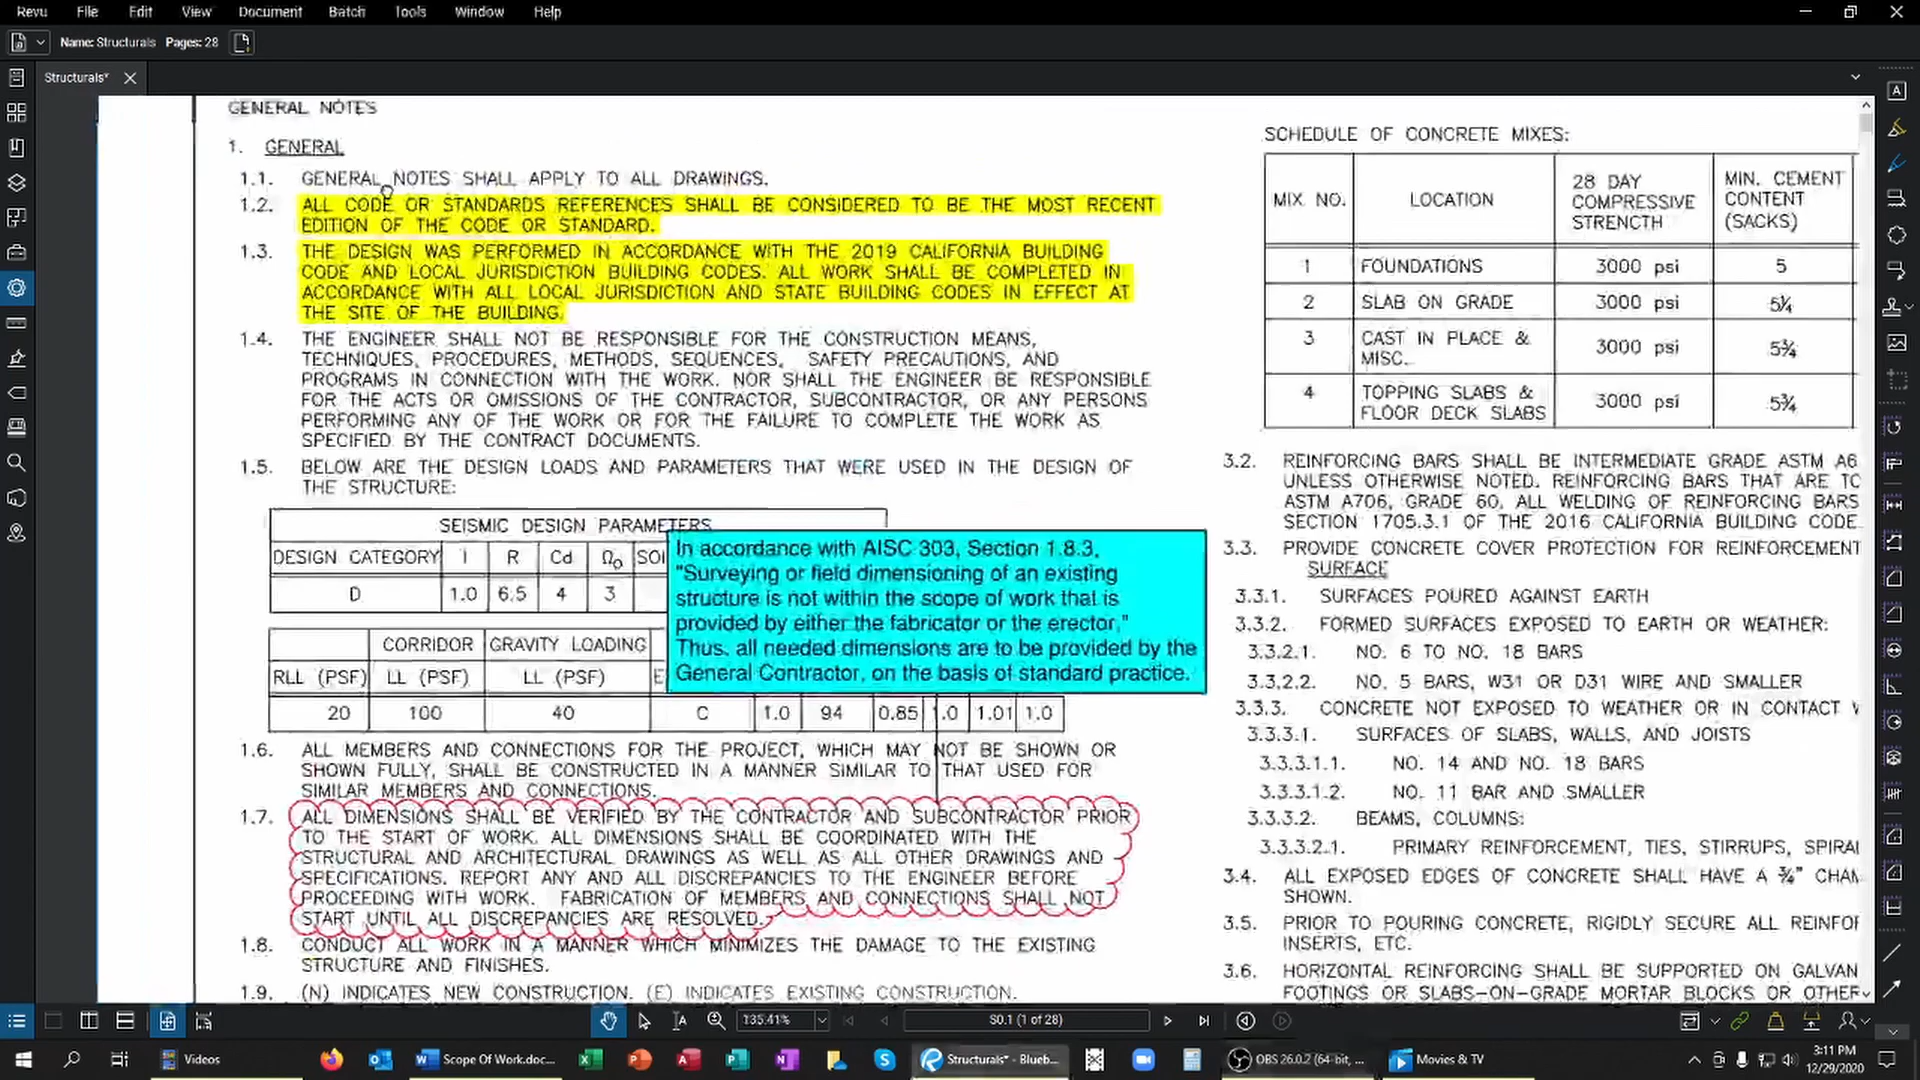 Revu File Edit View Document Batch Tools Window Help
Name: Structurals Pages: 28
Structurals*
GENERAL NOTES
1. GENERAL
1.1. GENERAL NOTES SHALL APPLY TO ALL DRAWINGS.
1.2. ALL CODE OR STANDARDS REFERENCES SHALL BE CONSIDERED TO BE THE MOST RECENT
EDITION OF THE CODE OR STANDARD.
1.3. THE DESIGN WAS PERFORMED IN ACCORDANCE WITH THE 2019 CALIFORNIA BUILDING
CODE AND LOCAL JURISDICTION BUILDING CODES. ALL WORK SHALL BE COMPLETED IN
ACCORDANCE WITH ALL LOCAL JURISDICTION AND STATE BUILDING CODES IN EFFECT AT
THE SITE OF THE BUILDING.
1.4. THE ENGINEER SHALL NOT BE RESPONSIBLE FOR THE CONSTRUCTION MEANS,
TECHNIQUES, PROCEDURES, METHODS, SEQUENCES, SAFETY PRECAUTIONS, AND
PROGRAMS IN CONNECTION WITH THE WORK. NOR SHALL THE ENGINEER BE RESPONSIBLE
FOR THE ACTS OR OMISSIONS OF THE CONTRACTOR, SUBCONTRACTOR, OR ANY PERSONS
PERFORMING ANY OF THE WORK OR FOR THE FAILURE TO COMPLETE THE WORK AS
SPECIFIED BY THE CONTRACT DOCUMENTS.
1.5. BELOW ARE THE DESIGN LOADS AND PARAMETERS THAT WERE USED IN THE DESIGN OF
THE STRUCTURE:
SEISMIC DESIGN PARAMETERS
DESIGN CATEGORY I R Cd Ωo SOI
D 1.0 6.5 4 3
CORRIDOR GRAVITY LOADING
RLL (PSF) LL (PSF) LL (PSF) E
20 100 40 C 1.0 94 0.85 1.0 1.01 1.0
In accordance with AISC 303, Section 1.8.3,
"Surveying or field dimensioning of an existing
structure is not within the scope of work that is
provided by either the fabricator or the erector,"
Thus, all needed dimensions are to be provided by the
General Contractor, on the basis of standard practice.
1.6. ALL MEMBERS AND CONNECTIONS FOR THE PROJECT, WHICH MAY NOT BE SHOWN OR
SHOWN FULLY, SHALL BE CONSTRUCTED IN A MANNER SIMILAR TO THAT USED FOR
SIMILAR MEMBERS AND CONNECTIONS.
1.7. ALL DIMENSIONS SHALL BE VERIFIED BY THE CONTRACTOR AND SUBCONTRACTOR PRIOR
TO THE START OF WORK. ALL DIMENSIONS SHALL BE COORDINATED WITH THE
STRUCTURAL AND ARCHITECTURAL DRAWINGS AS WELL AS ALL OTHER DRAWINGS AND
SPECIFICATIONS. REPORT ANY AND ALL DISCREPANCIES TO THE ENGINEER BEFORE
PROCEEDING WITH WORK. FABRICATION OF MEMBERS AND CONNECTIONS SHALL NOT
START UNTIL ALL DISCREPANCIES ARE RESOLVED.
1.8. CONDUCT ALL WORK IN A MANNER WHICH MINIMIZES THE DAMAGE TO THE EXISTING
STRUCTURE AND FINISHES.
1.9. (N) INDICATES NEW CONSTRUCTION. (E) INDICATES EXISTING CONSTRUCTION.
SCHEDULE OF CONCRETE MIXES:
MIX NO. LOCATION 28 DAY COMPRESSIVE STRENGTH MIN. CEMENT CONTENT (SACKS)
1 FOUNDATIONS 3000 psi 5
2 SLAB ON GRADE 3000 psi 5¼
3 CAST IN PLACE & MISC. 3000 psi 5¾
4 TOPPING SLABS & FLOOR DECK SLABS 3000 psi 5¾
3.2. REINFORCING BARS SHALL BE INTERMEDIATE GRADE ASTM A6
UNLESS OTHERWISE NOTED. REINFORCING BARS THAT ARE TO
ASTM A706, GRADE 60, ALL WELDING OF REINFORCING BARS
SECTION 1705.3.1 OF THE 2016 CALIFORNIA BUILDING CODE
3.3. PROVIDE CONCRETE COVER PROTECTION FOR REINFORCEMENT
SURFACE
3.3.1. SURFACES POURED AGAINST EARTH
3.3.2. FORMED SURFACES EXPOSED TO EARTH OR WEATHER:
3.3.2.1. NO. 6 TO NO. 18 BARS
3.3.2.2. NO. 5 BARS, W31 OR D31 WIRE AND SMALLER
3.3.3. CONCRETE NOT EXPOSED TO WEATHER OR IN CONTACT
3.3.3.1. SURFACES OF SLABS, WALLS, AND JOISTS
3.3.3.1.1. NO. 14 AND NO. 18 BARS
3.3.3.1.2. NO. 11 BAR AND SMALLER
3.3.3.2. BEAMS, COLUMNS:
3.3.3.2.1. PRIMARY REINFORCEMENT, TIES, STIRRUPS, SPIRAL
3.4. ALL EXPOSED EDGES OF CONCRETE SHALL HAVE A ¾" CHAM
SHOWN.
3.5. PRIOR TO POURING CONCRETE, RIGIDLY SECURE ALL REINFOR
INSERTS, ETC.
3.6. HORIZONTAL REINFORCING SHALL BE SUPPORTED ON GALVAN
FOOTINGS OR SLABS-ON-GRADE MORTAR BLOCKS OR OTHER
135.41% S0.1 (1 of 28)
Videos Scope Of Work.doc... Structurals* - Blueb... OBS 26.0.2 (64-bit, ... Movies & TV
3:11 PM
12/29/2020